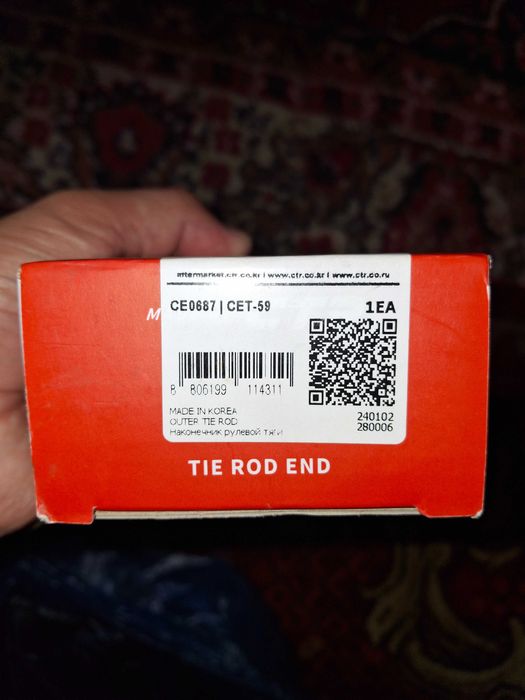 aftermarket.ctr.co.kr | www.ctr.co.kr | www.ctr.co.ru
CE0687 | CET-59
1EA
M
8 806199 114311
MADE IN KOREA
OUTER TIE ROD
Наконечник рулевой тяги
240102
280006
TIE ROD END